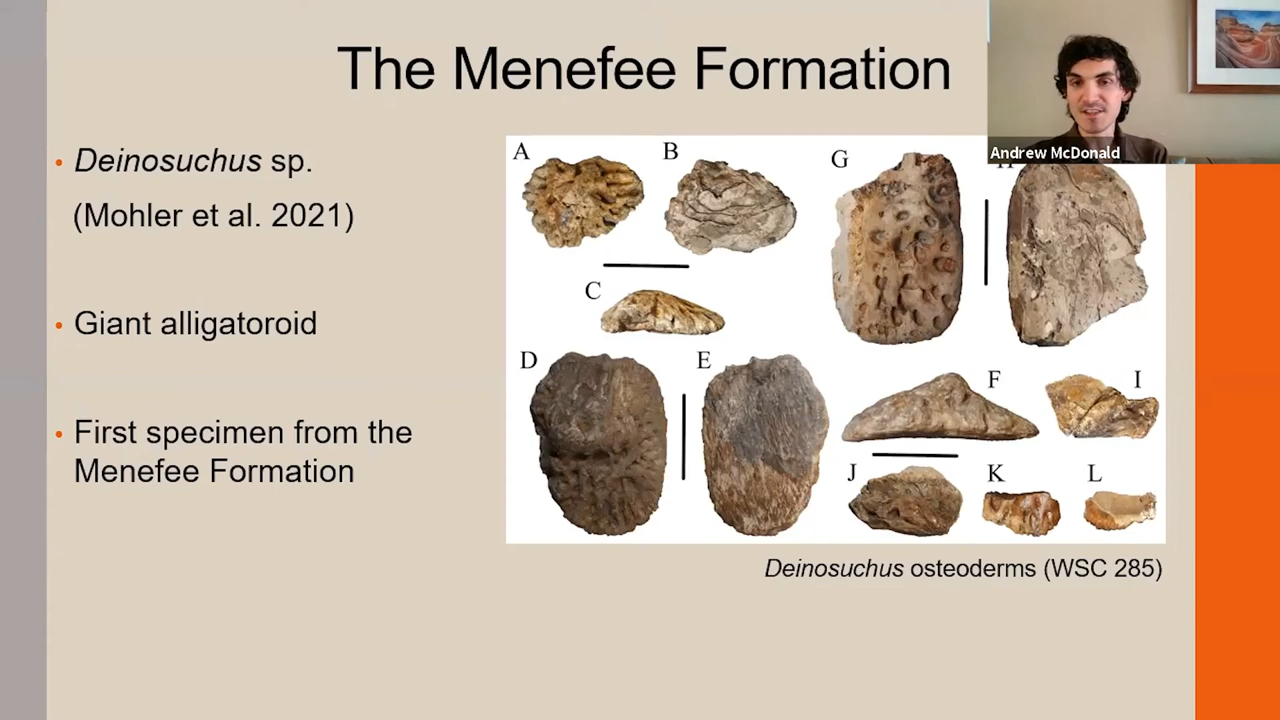 The Menefee Formation
Andrew McDonald
Deinosuchus sp.
(Mohler et al. 2021)
Giant alligatoroid
First specimen from the
Menefee Formation
A
B
G
C
D
E
F
I
J
K
L
Deinosuchus osteoderms (WSC 285)